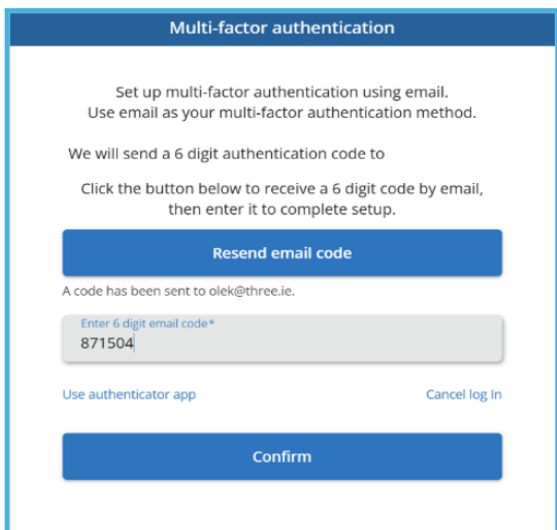 Multi-factor authentication
Set up multi-factor authentication using email.
Use email as your multi-factor authentication method.
We will send a 6 digit authentication code to
Click the button below to receive a 6 digit code by email,
then enter it to complete setup.
Resend email code
A code has been sent to olek@three.ie.
Enter 6 digit email code*
871504
Use authenticator app
Cancel log In
Confirm